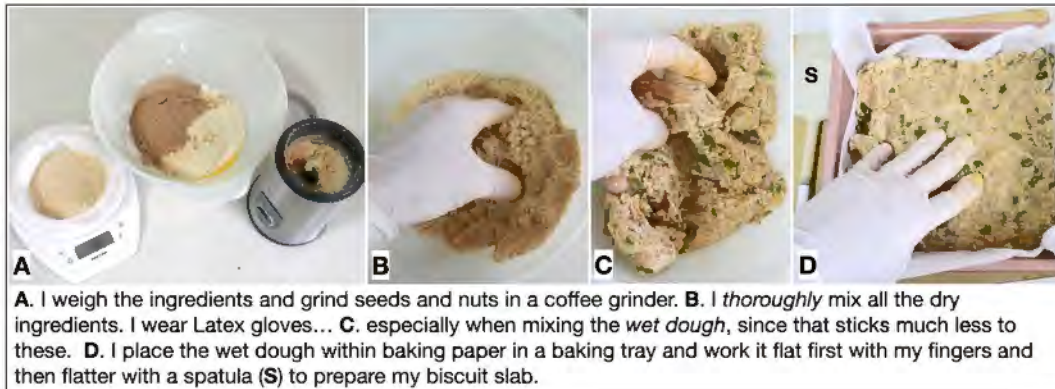 S
A B C D
A. I weigh the ingredients and grind seeds and nuts in a coffee grinder. B. I thoroughly mix all the dry
ingredients. I wear Latex gloves... C. especially when mixing the wet dough, since that sticks much less to
these. D. I place the wet dough within baking paper in a baking tray and work it flat first with my fingers and
then flatter with a spatula (S) to prepare my biscuit slab.